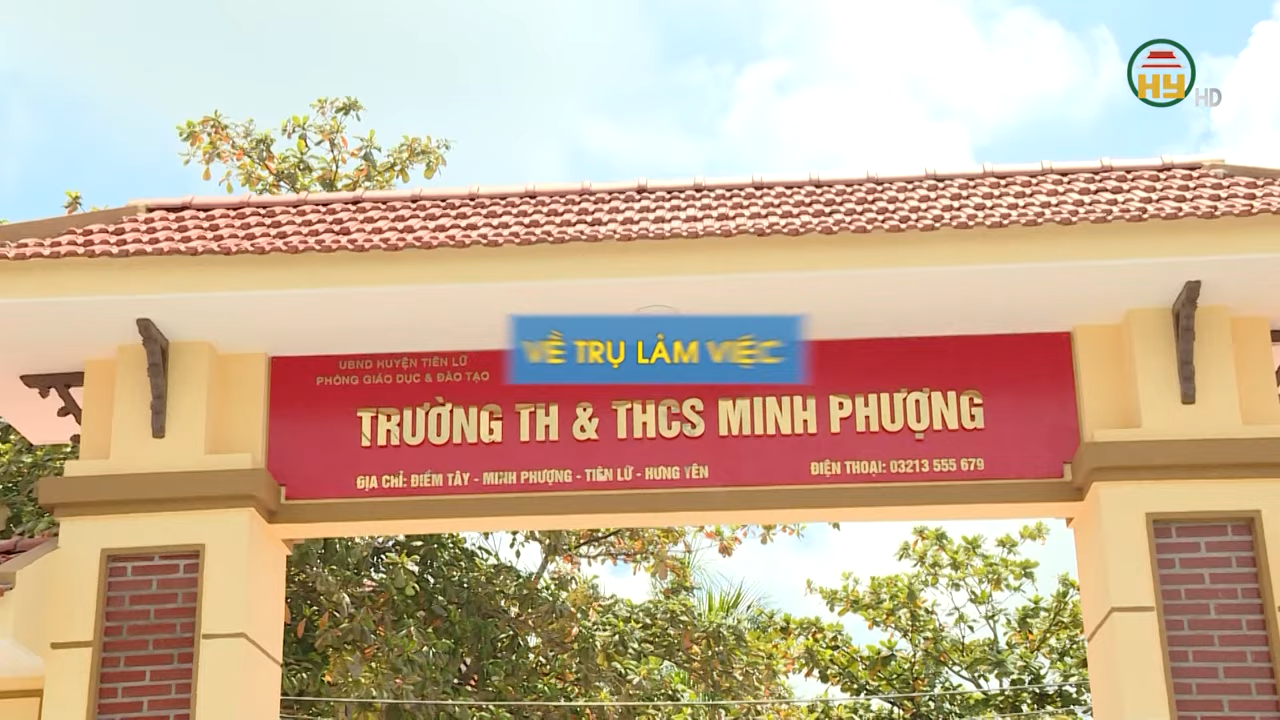 HY HD
VỀ TRỤ LÀM VIỆC
UBND HUYỆN TIÊN LỮ
PHÒNG GIÁO DỤC & ĐÀO TẠO
TRƯỜNG TH & THCS MINH PHƯỢNG
ĐỊA CHỈ: ĐIỀM TÂY - MINH PHƯỢNG - TIÊN LỮ - HƯNG YÊN
ĐIỆN THOẠI: 03213 555 679